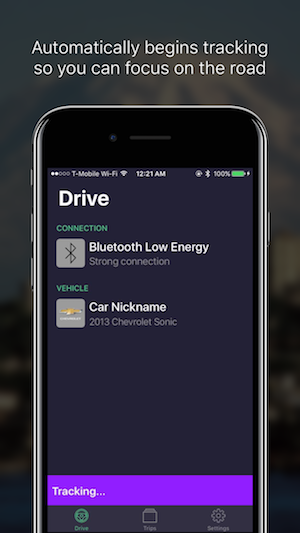 Automatically begins tracking
so you can focus on the road
T-Mobile Wi-Fi 12:21 AM 100%
Drive
CONNECTION
Bluetooth Low Energy
Strong connection
VEHICLE
Car Nickname
CHEVROLET 2013 Chevrolet Sonic
Tracking...
Drive Trips Settings